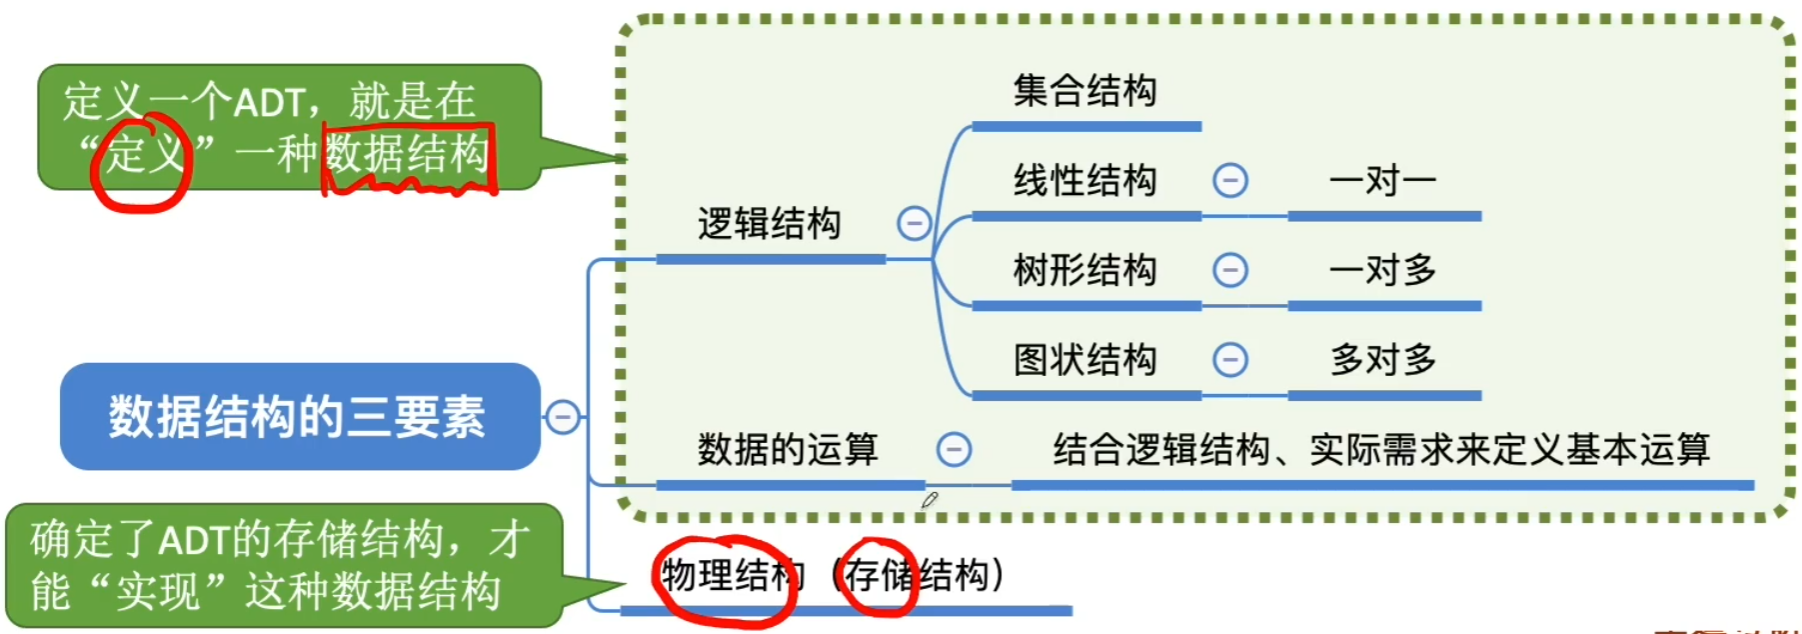 定义一个ADT，就是在
“定义”一种数据结构
集合结构
线性结构
一对一
逻辑结构
树形结构
一对多
图状结构
多对多
数据结构的三要素
数据的运算
结合逻辑结构、实际需求来定义基本运算
确定了ADT的存储结构，才
能“实现”这种数据结构
物理结构（存储结构）